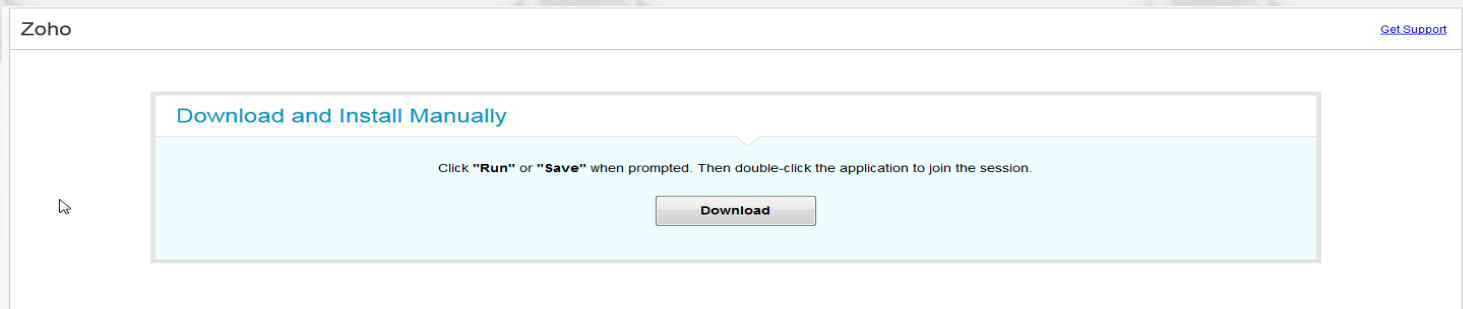 Zoho
Get Support
Download and Install Manually
Click "Run" or "Save" when prompted. Then double-click the application to join the session.
Download